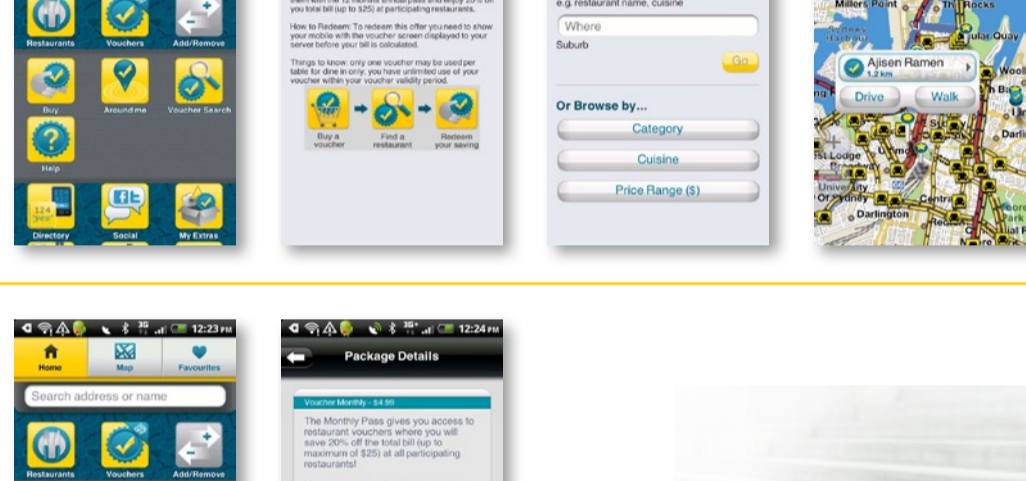 Restaurants Vouchers Add/Remove
Buy Around me Voucher Search
Help
Directory Social My Extras
you total bill (up to $25) at participating restaurants.
How to Redeem: To redeem this offer you need to show
your mobile with the voucher screen displayed to your
server before your bill is calculated.
Things to know: only one voucher may be used per
table for dine in only, you have unlimited use of your
voucher within your voucher validity period.
Buy a voucher
Find a restaurant
Redeem your saving
e.g. restaurant name, cuisine
Where
Suburb
Go
Or Browse by...
Category
Cuisine
Price Range ($)
Millers Point
The Rocks
ular Quay
Ajisen Ramen
1.2 km
Drive Walk
Lodge
University
Of Sydney
Darlington
12:23 PM
Home Map Favourites
Search address or name
Restaurants Vouchers Add/Remove
12:24 PM
Package Details
Voucher Monthly - $4.99
The Monthly Pass gives you access to
restaurant vouchers where you will
save 20% off the total bill (up to
maximum of $25) at all participating
restaurants!